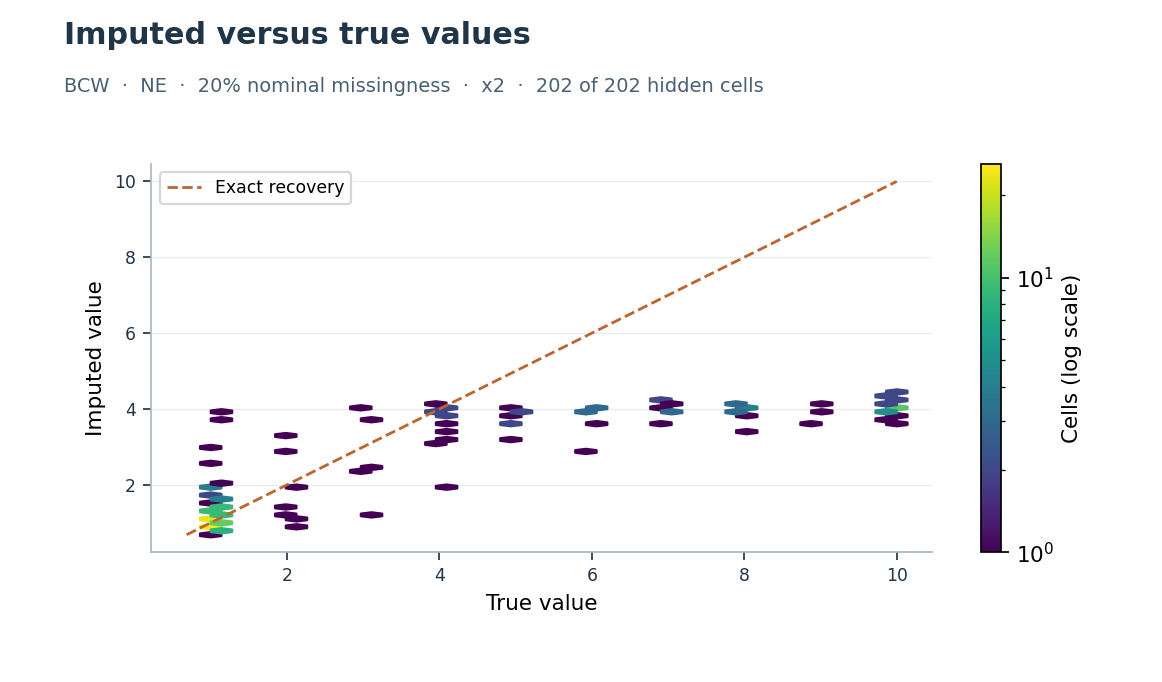 Imputed versus true values
BCW · NE · 20% nominal missingness · x2 · 202 of 202 hidden cells
Exact recovery
10
8
6
4
2
Imputed value
2
4
6
8
10
True value
10¹
10⁰
Cells (log scale)